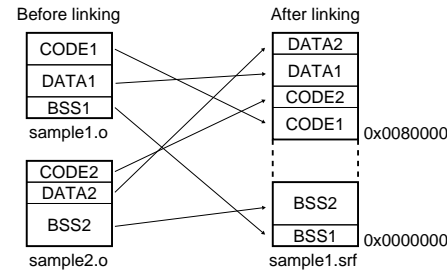 Before linking
CODE1
DATA1
BSS1
sample1.o
CODE2
DATA2
BSS2
sample2.o
After linking
DATA2
DATA1
CODE2
CODE1
0x0080000
BSS2
BSS1
0x0000000
sample1.srf